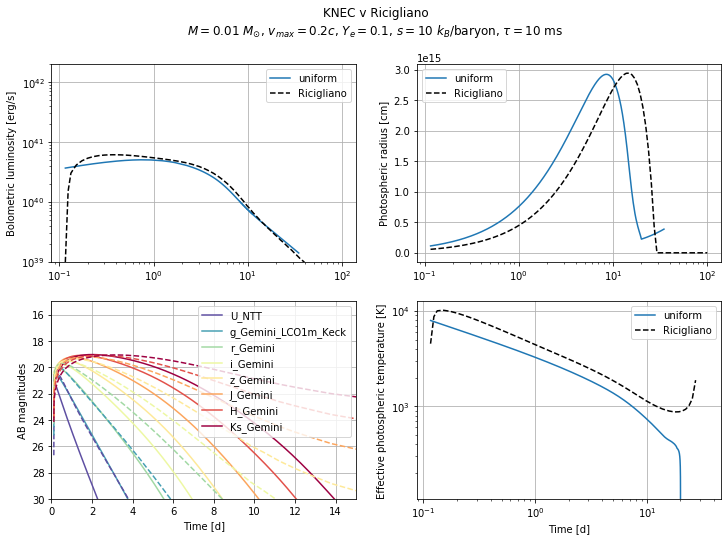 KNEC v Ricigliano
$M = 0.01\ M_\odot$, $v_{max} = 0.2c$, $Y_e = 0.1$, $s = 10\ k_B$/baryon, $\tau = 10$ ms
Bolometric luminosity [erg/s]
10^42
10^41
10^40
10^39
10^−1
10^0
10^1
10^2
uniform
Ricigliano
1e15
Photospheric radius [cm]
3.0
2.5
2.0
1.5
1.0
0.5
0.0
10^−1
10^0
10^1
10^2
uniform
Ricigliano
AB magnitudes
16
18
20
22
24
26
28
30
0
2
4
6
8
10
12
14
Time [d]
U_NTT
g_Gemini_LCO1m_Keck
r_Gemini
i_Gemini
z_Gemini
J_Gemini
H_Gemini
Ks_Gemini
Effective photospheric temperature [K]
10^4
10^3
10^−1
10^0
10^1
Time [d]
uniform
Ricigliano